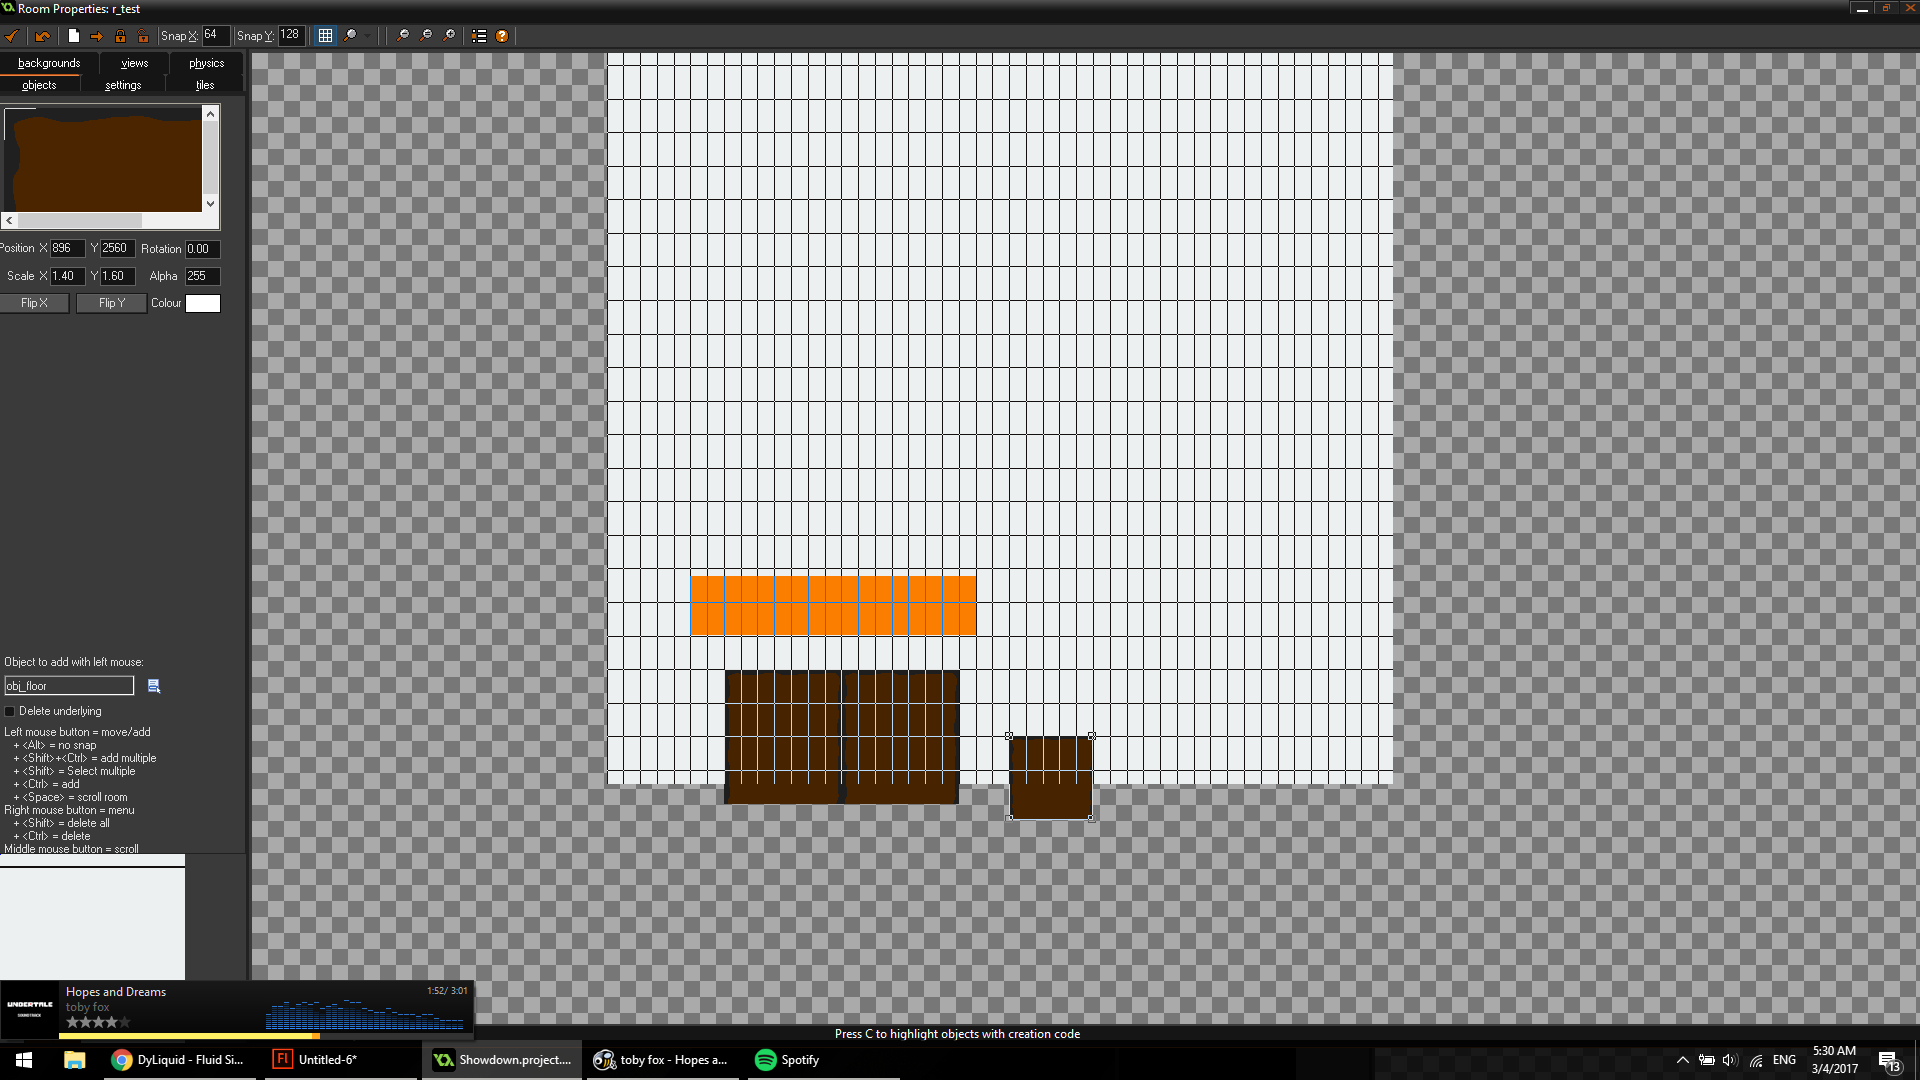 Room Properties: r_test
Snap X: 64 Snap Y: 128
backgrounds views physics
objects settings tiles
Position X 896 Y 2560 Rotation 0.00
Scale X 1.40 Y 1.60 Alpha 255
Flip X Flip Y Colour
Object to add with left mouse:
obj_floor
Delete underlying
Left mouse button = move/add
+ <Alt> = no snap
+ <Shift>+<Ctrl> = add multiple
+ <Shift> = Select multiple
+ <Ctrl> = add
+ <Space> = scroll room
Right mouse button = menu
+ <Shift> = delete all
+ <Ctrl> = delete
Middle mouse button = scroll
UNDERTALE
SOUNDTRACK
Hopes and Dreams
1:52/ 3:01
toby fox
Press C to highlight objects with creation code
DyLiquid - Fluid Si...
Fl
Untitled-6*
Showdown.project....
toby fox - Hopes a...
Spotify
ENG
5:30 AM
3/4/2017
13